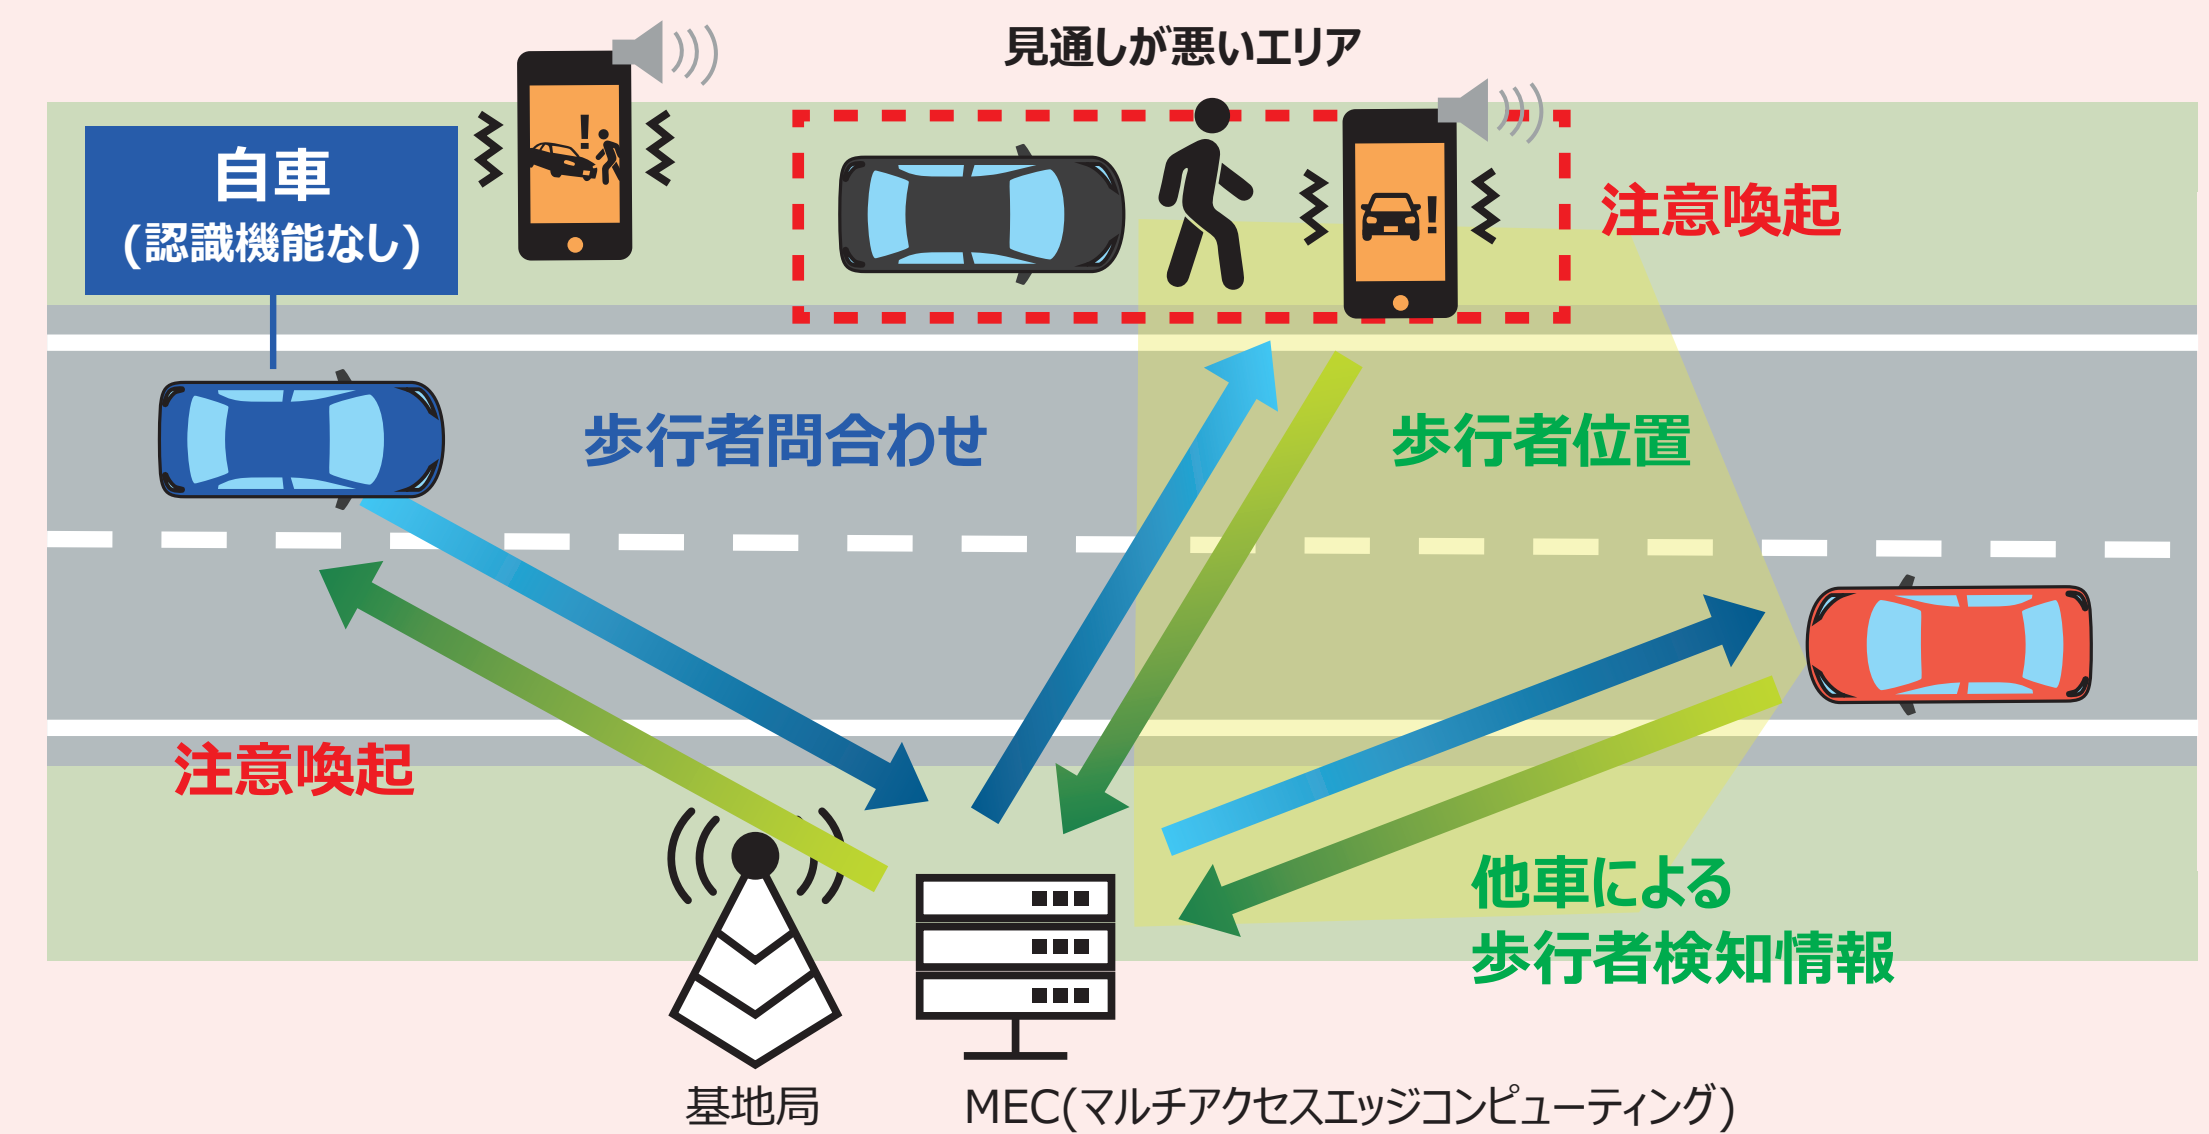 見通しが悪いエリア
自車
(認識機能なし)
!
!
注意喚起
歩行者問合わせ
歩行者位置
注意喚起
他車による
歩行者検知情報
基地局
MEC(マルチアクセスエッジコンピューティング)